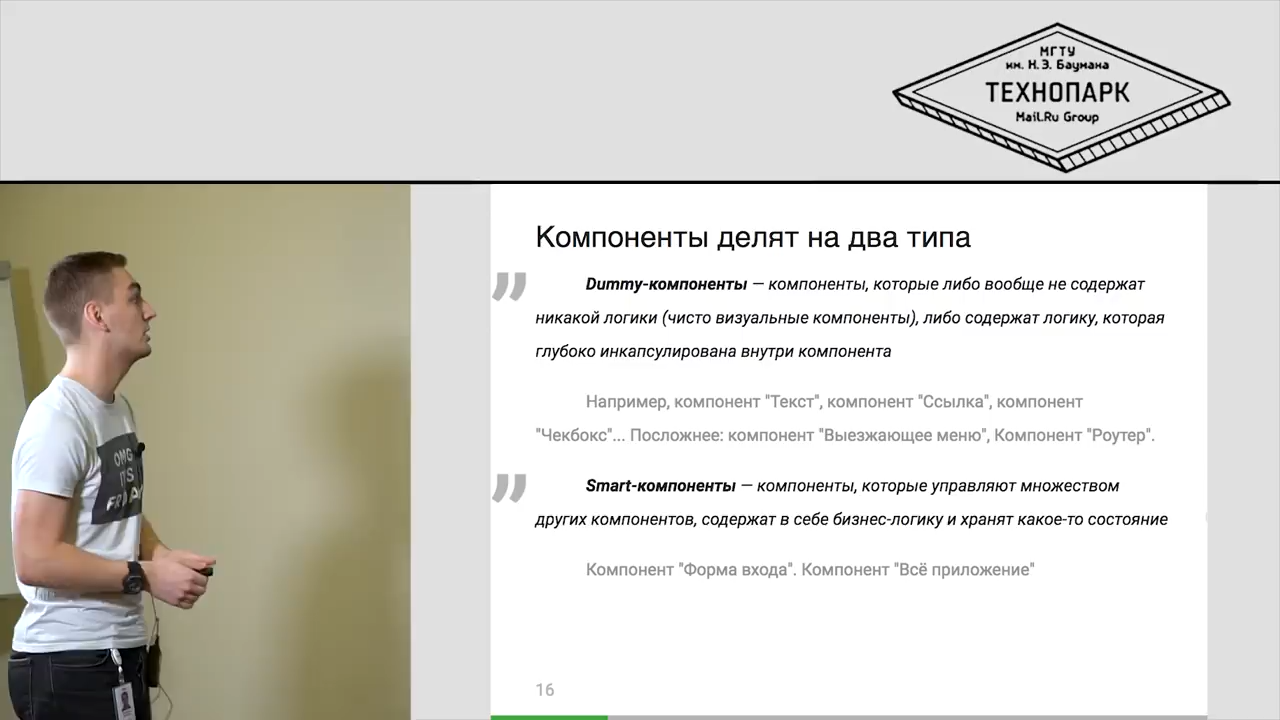 МГТУ
им. Н.Э. Баумана
ТЕХНОПАРК
Mail.Ru Group
Компоненты делят на два типа
” Dummy-компоненты — компоненты, которые либо вообще не содержат
никакой логики (чисто визуальные компоненты), либо содержат логику, которая
глубоко инкапсулирована внутри компонента
Например, компонент "Текст", компонент "Ссылка", компонент
"Чекбокс"... Посложнее: компонент "Выезжающее меню", Компонент "Роутер".
” Smart-компоненты — компоненты, которые управляют множеством
других компонентов, содержат в себе бизнес-логику и хранят какое-то состояние
Компонент "Форма входа". Компонент "Всё приложение"
16
OMG
IT'S